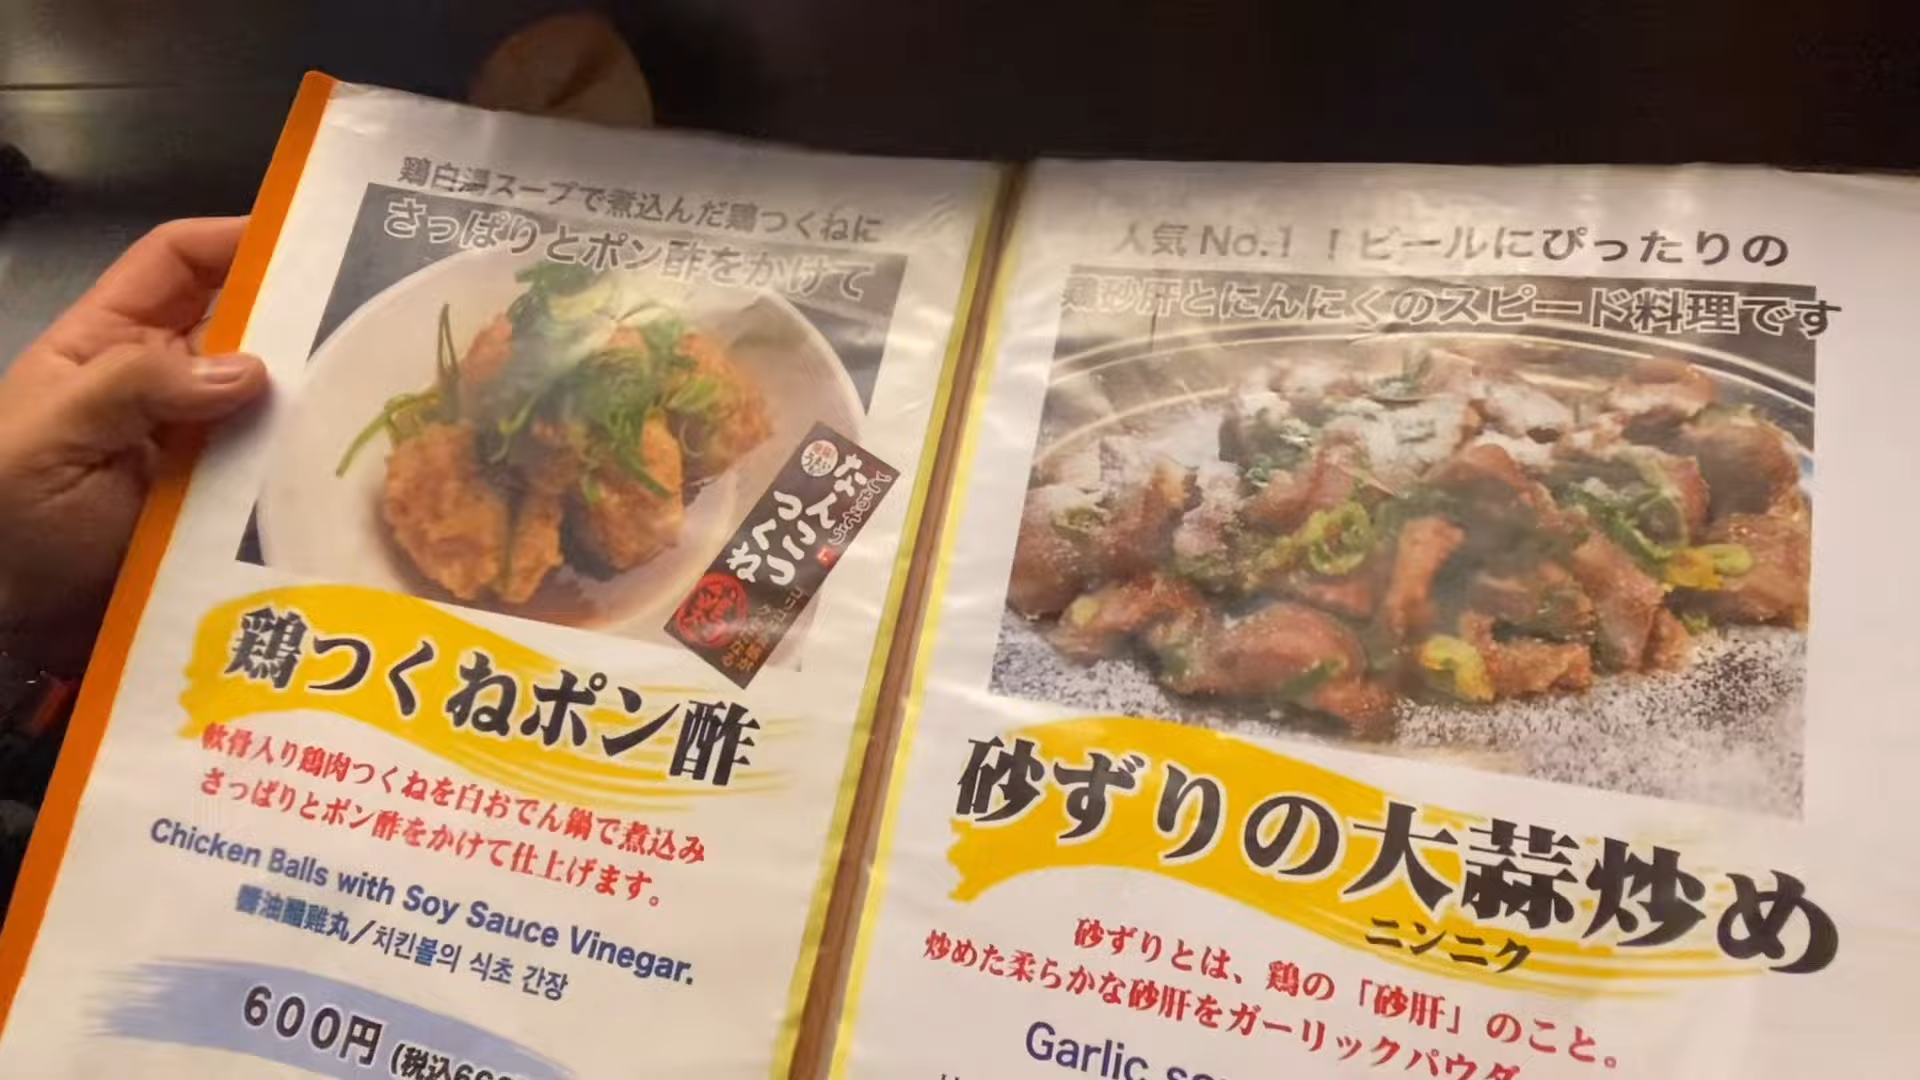 鶏白湯スープで煮込んだ鶏つくねに
さっぱりとポン酢をかけて
なんこつ
つくね
鶏つくねポン酢
軟骨入り鶏肉つくねを白おでん鍋で煮込み
さっぱりとポン酢をかけて仕上げます。
Chicken Balls with Soy Sauce Vinegar.
醬油醋雞丸/치킨볼의 식초 간장
600円 (税込
人気 No.1 ! ビールにぴったりの
鶏砂肝とにんにくのスピード料理です
砂ずりの大蒜炒め
ニンニク
砂ずりとは、鶏の「砂肝」のこと。
炒めた柔らかな砂肝をガーリックパウダ
Garlic